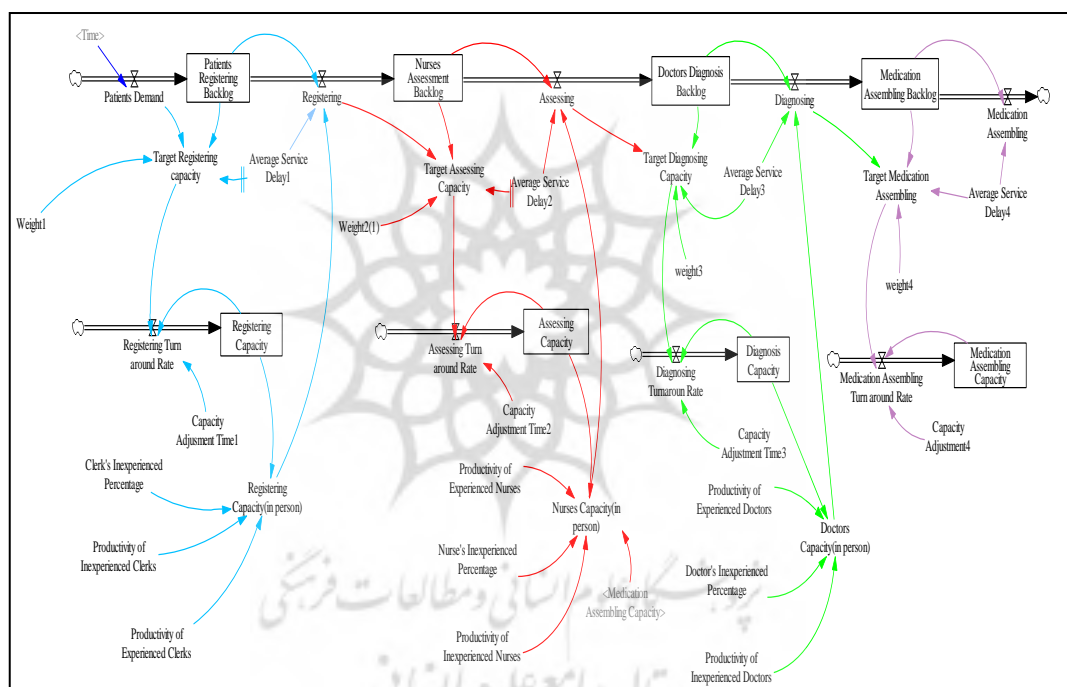 <Time>
Patients Demand
Patients
Registering
Backlog
Registering
Nurses
Assessment
Backlog
Assessing
Doctors Diagnosis
Backlog
Diagnosing
Medication
Assembling Backlog
Medication
Assembling
Target Registering
capacity
Average Service
Delay1
Weight1
Target Assessing
Capacity
Average Service
Delay2
Weight2(1)
Target Diagnosing
Capacity
Average Service
Delay3
weight3
Target Medication
Assembling
Average Service
Delay4
weight4
Registering Turn
around Rate
Registering
Capacity
Capacity
Adjusment Time1
Assessing Turn
around Rate
Assessing
Capacity
Capacity
Adjustment Time2
Diagnosing
Turnaroun Rate
Diagnosis
Capacity
Capacity
Adjustment Time3
Medication Assembling
Turn around Rate
Medication
Assembling
Capacity
Capacity
Adjustment4
Clerk's Inexperienced
Percentage
Registering
Capacity(in person)
Productivity of
Inexperienced Clerks
Productivity of
Experienced Clerks
Productivity of
Experienced Nurses
Nurses Capacity(in
person)
Nurse's Inexperienced
Percentage
<Medication
Assembling Capacity>
Productivity of
Inexperienced Nurses
Productivity of
Experienced Doctors
Doctors
Capacity(in person)
Doctor's Inexperienced
Percentage
Productivity of
Inexperienced Doctors
پژوهشگاه علوم انسانی و مطالعات فرهنگی